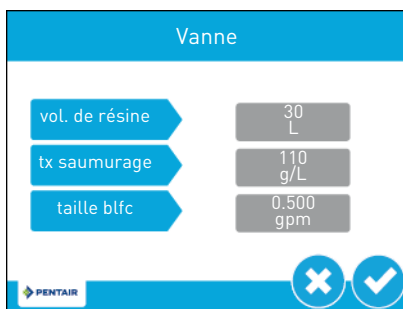 Vanne
vol. de résine
30
L
tx saumurage
110
g/L
taille blfc
0.500
gpm
PENTAIR